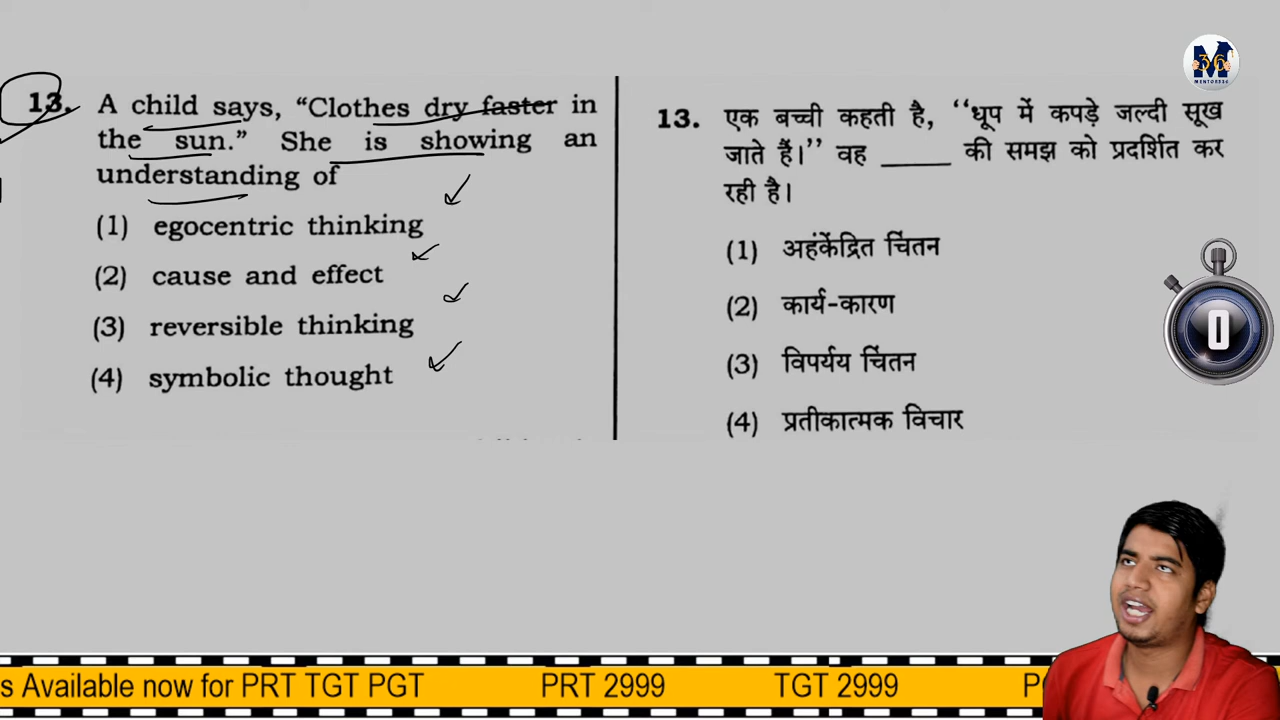 13. A child says, "Clothes dry faster in
the sun." She is showing an
understanding of
(1) egocentric thinking
(2) cause and effect
(3) reversible thinking
(4) symbolic thought
13. एक बच्ची कहती है, ‘‘धूप में कपड़े जल्दी सूख
जाते हैं।’’ वह _____ की समझ को प्रदर्शित कर
रही है।
(1) अहंकेंद्रित चिंतन
(2) कार्य-कारण
(3) विपर्यय चिंतन
(4) प्रतीकात्मक विचार
M
36
MENTORS36
0
s Available now for PRT TGT PGT PRT 2999 TGT 2999